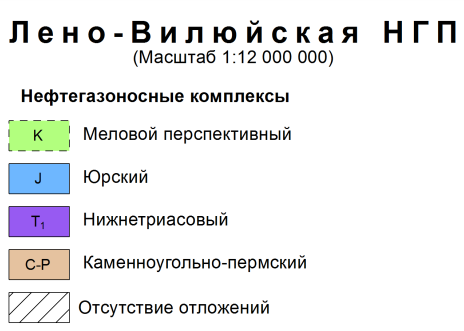 Лено-Вилюйская НГП
(Масштаб 1:12 000 000)
Нефтегазоносные комплексы
K Меловой перспективный
J Юрский
T₁ Нижнетриасовый
C-P Каменноугольно-пермский
Отсутствие отложений